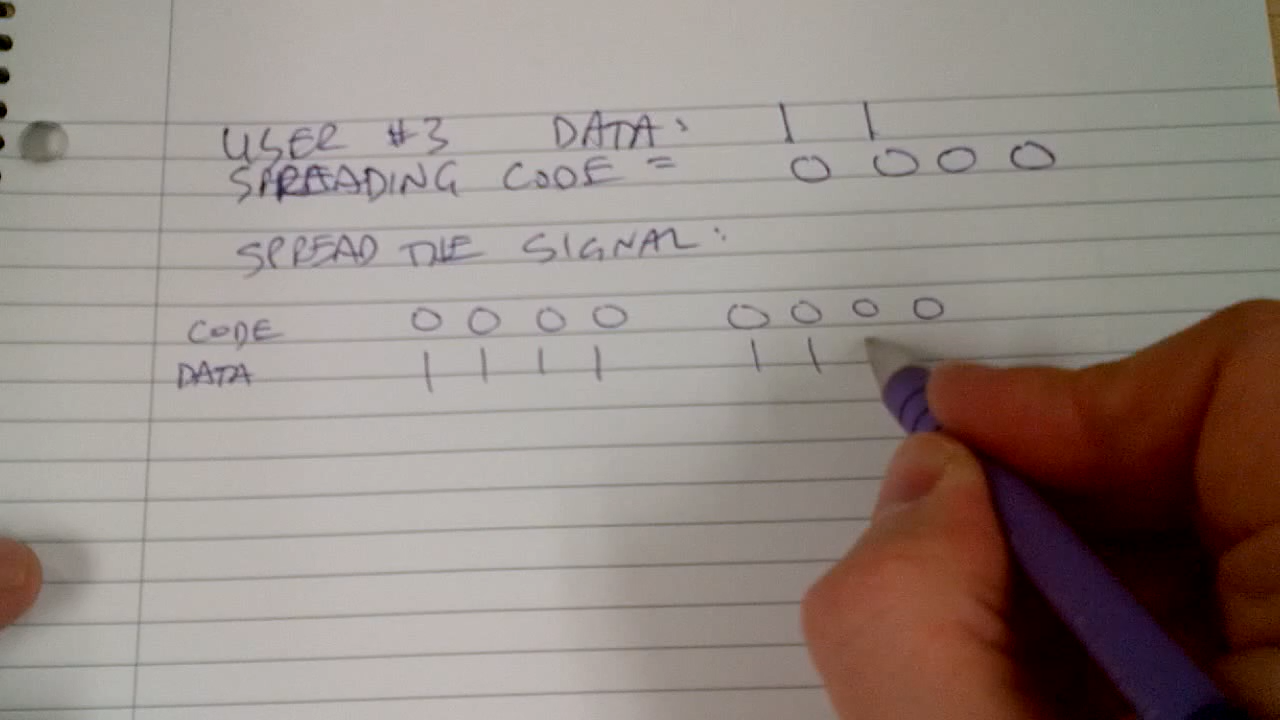 USER #3 DATA: 1 1
SPREADING CODE = 0 0 0 0
SPREAD THE SIGNAL:
CODE 0 0 0 0 0 0 0 0
DATA 1 1 1 1 1 1